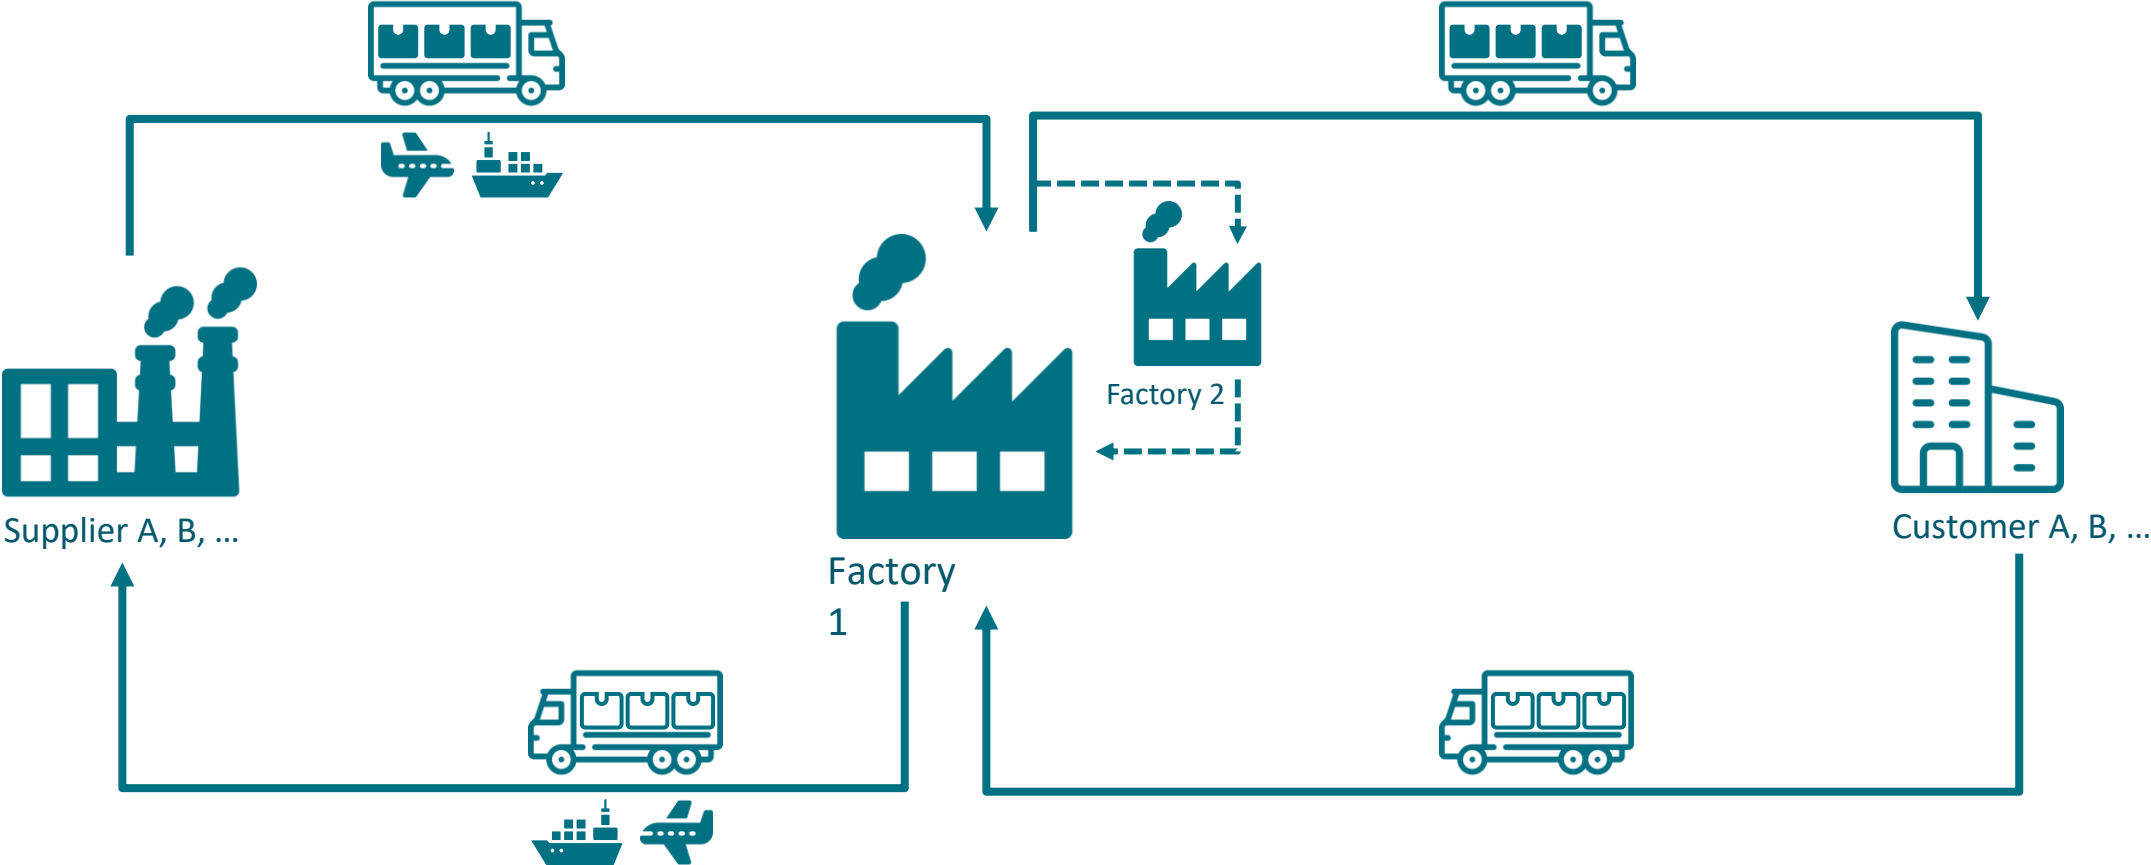 Factory 2
Supplier A, B, ...
Customer A, B, ...
Factory
1